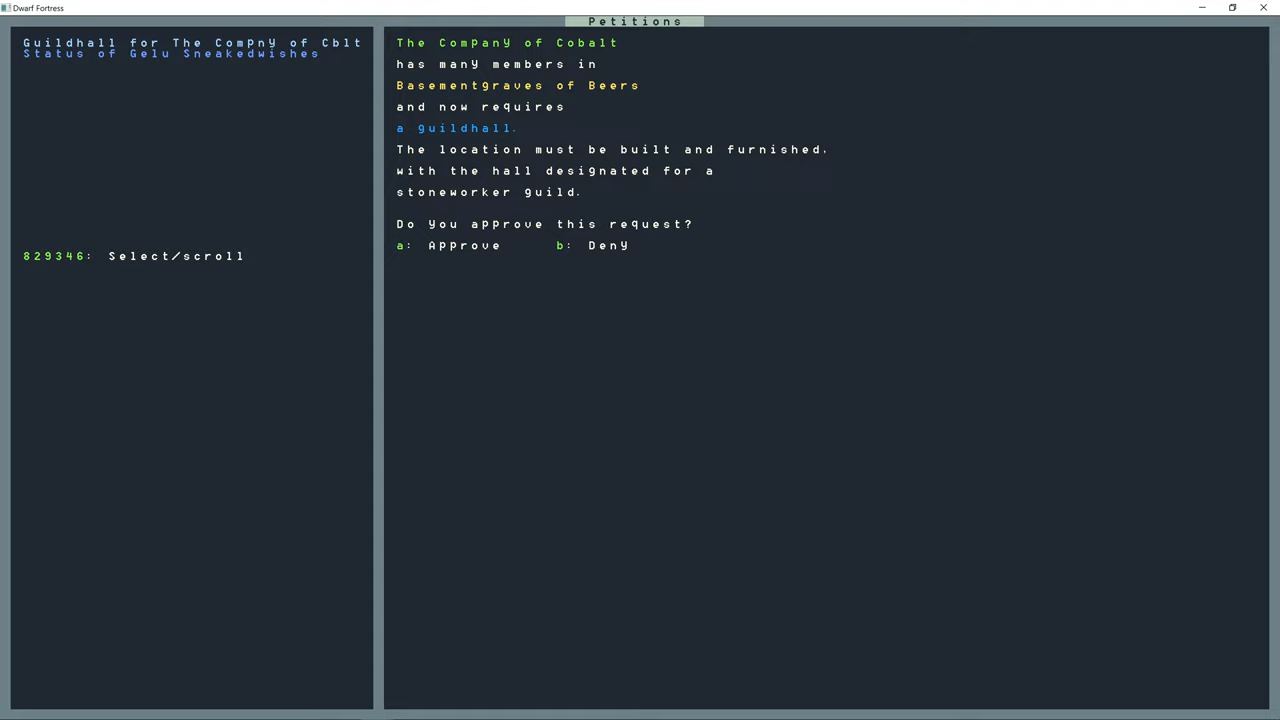 Dwarf Fortress
Petitions
Guildhall for The Compny of Cblt
Status of Gelu Sneakedwishes
829346: Select/scroll
The Company of Cobalt
has many members in
Basementgraves of Beers
and now requires
a guildhall.
The location must be built and furnished,
with the hall designated for a
stoneworker guild.
Do you approve this request?
a: Approve b: Deny